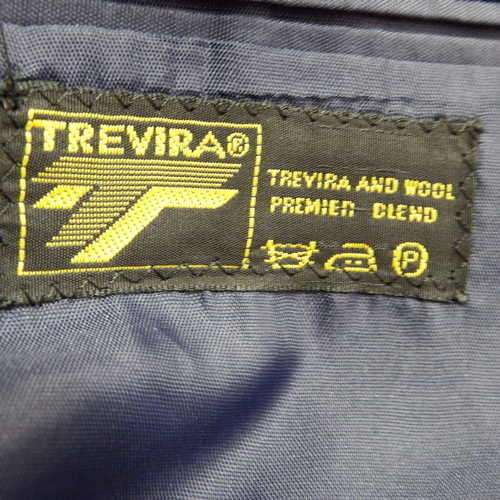 TREVIRA®
TREVIRA AND WOOL
PREMIER BLEND
P